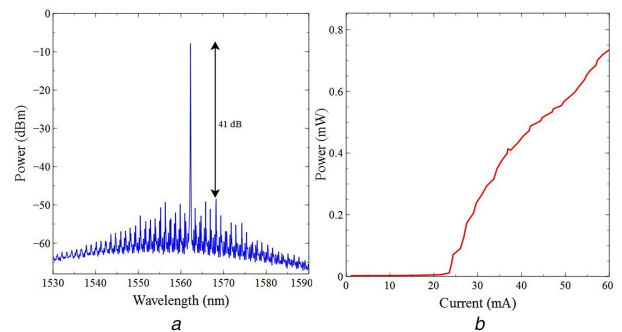 0
-10
-20
-30
-40
-50
-60
Power (dBm)
41 dB
1530 1540 1550 1560 1570 1580 1590
Wavelength (nm)
a
0.8
0.6
0.4
0.2
0
Power (mW)
0 10 20 30 40 50 60
Current (mA)
b